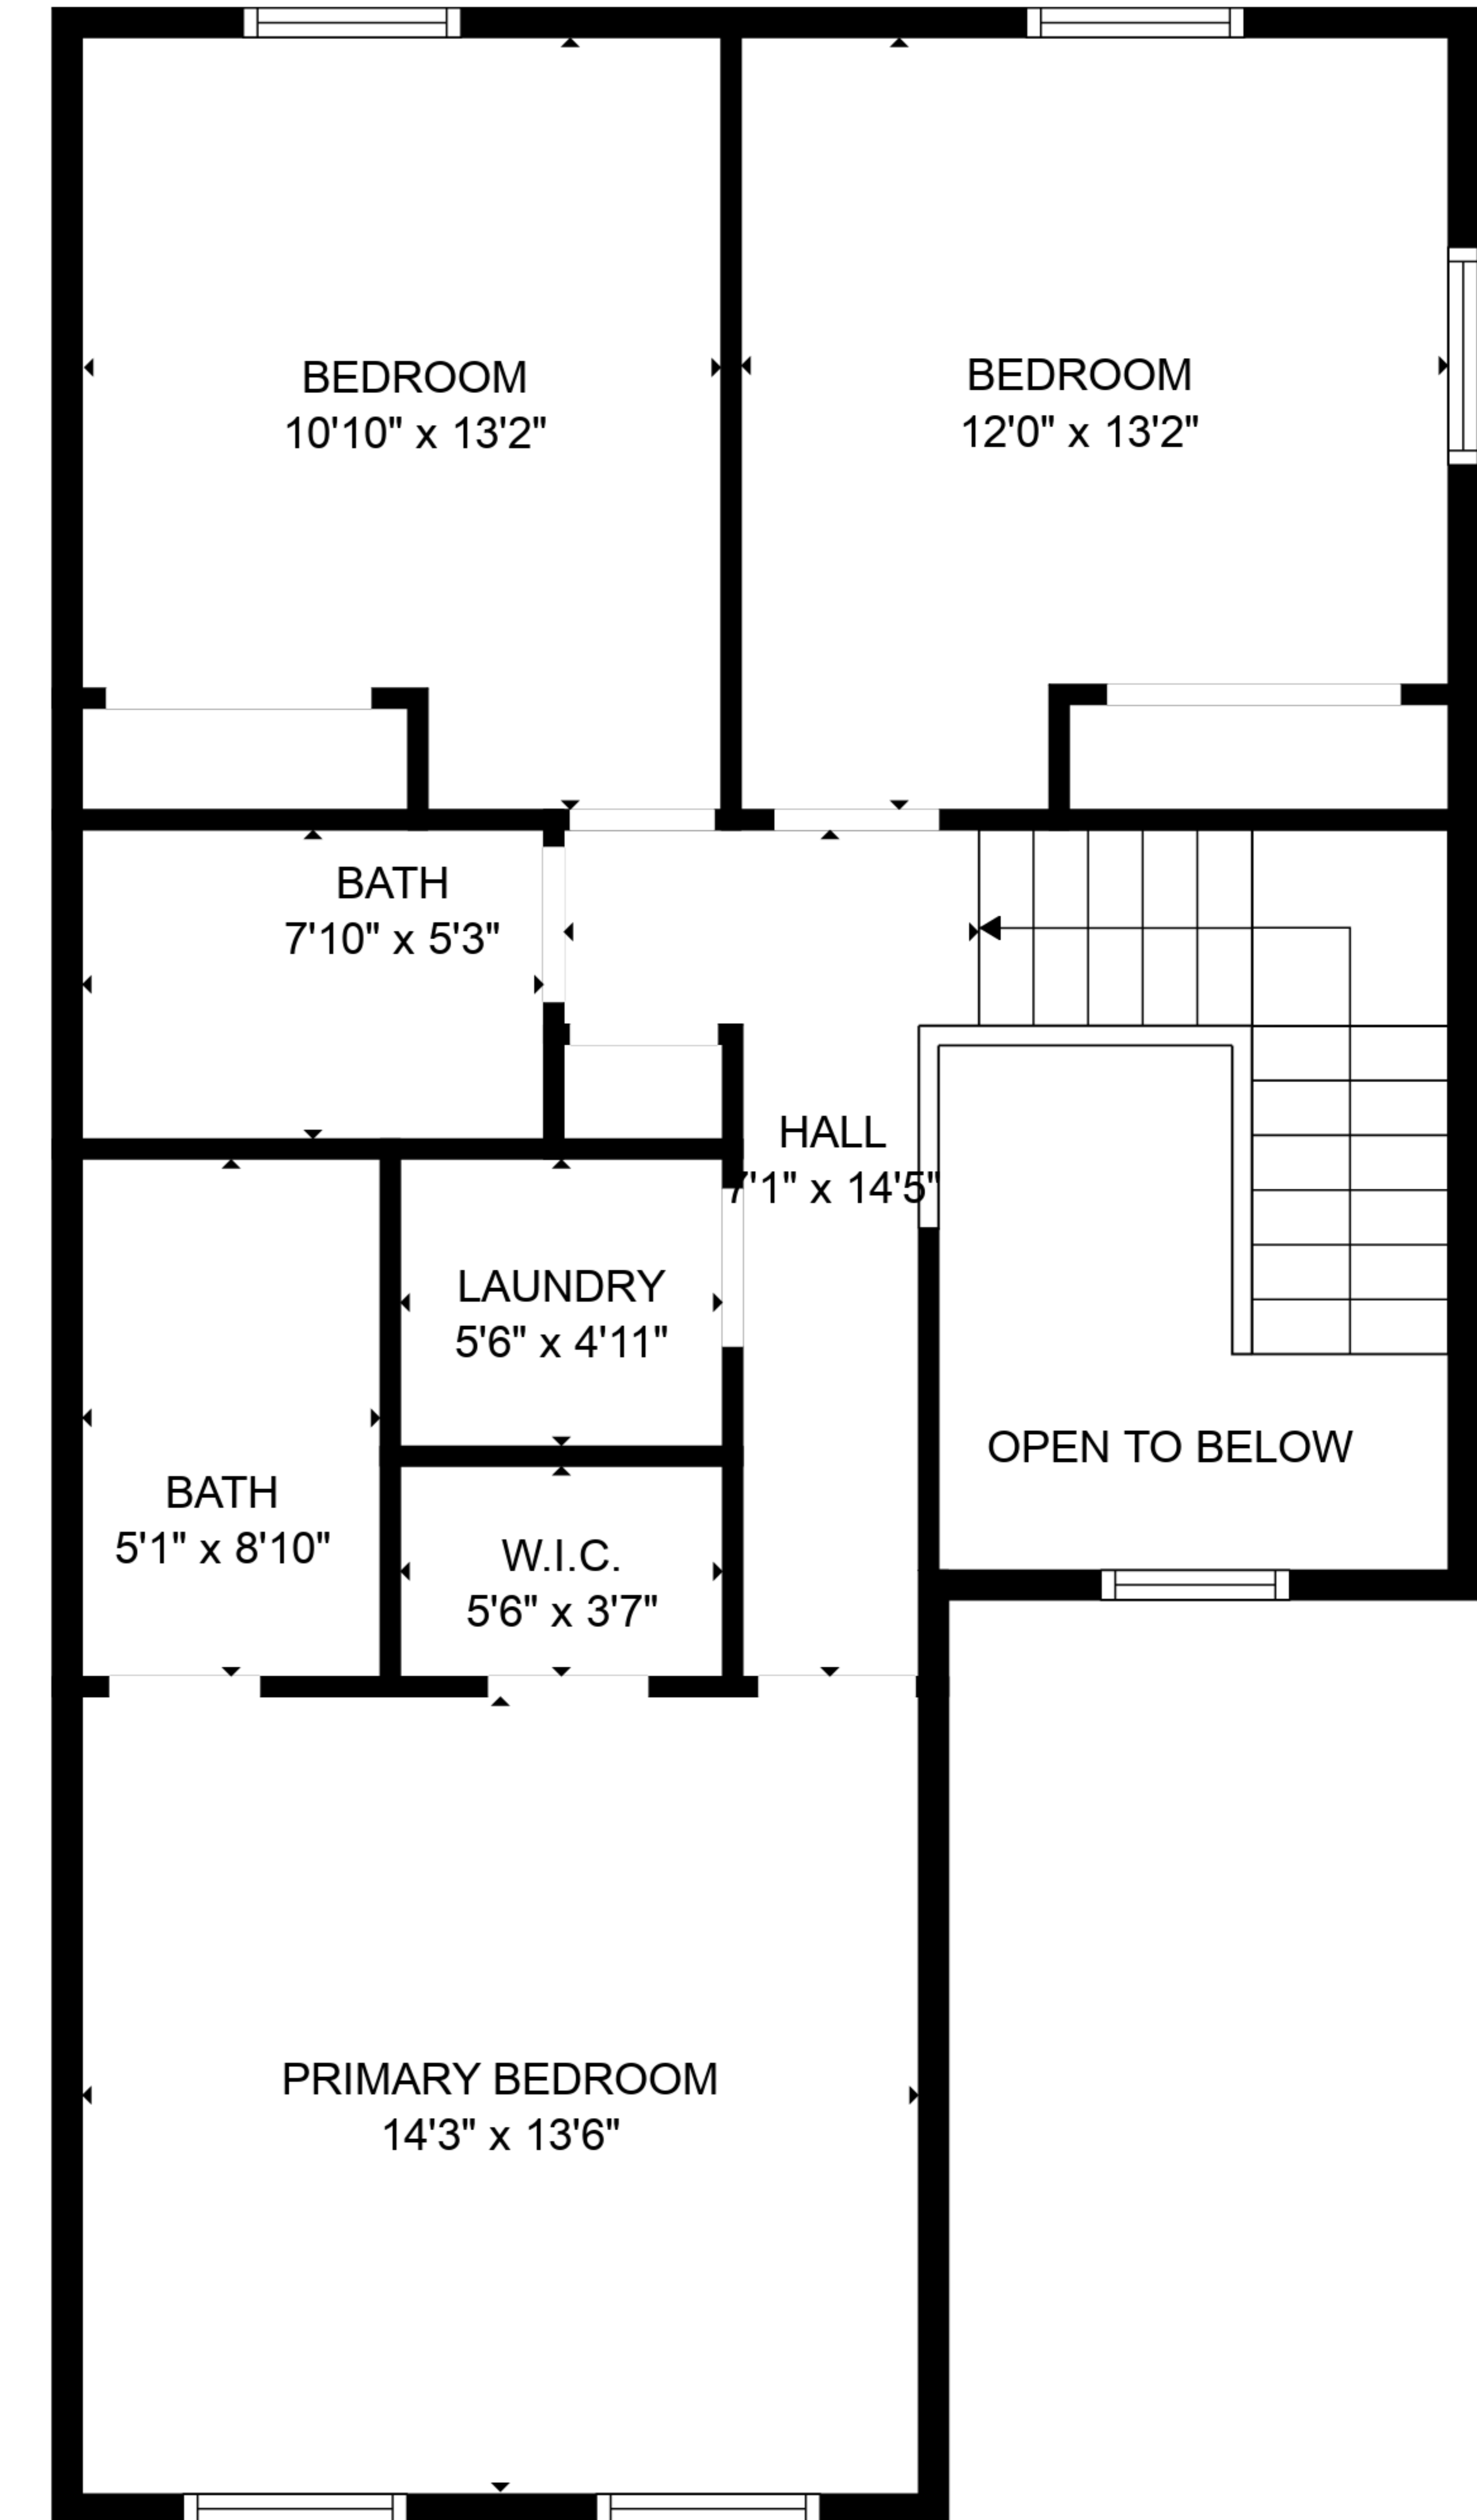 BEDROOM
10'10" x 13'2"
BEDROOM
12'0" x 13'2"
BATH
7'10" x 5'3"
HALL
7'1" x 14'5"
LAUNDRY
5'6" x 4'11"
OPEN TO BELOW
BATH
5'1" x 8'10"
W.I.C.
5'6" x 3'7"
PRIMARY BEDROOM
14'3" x 13'6"